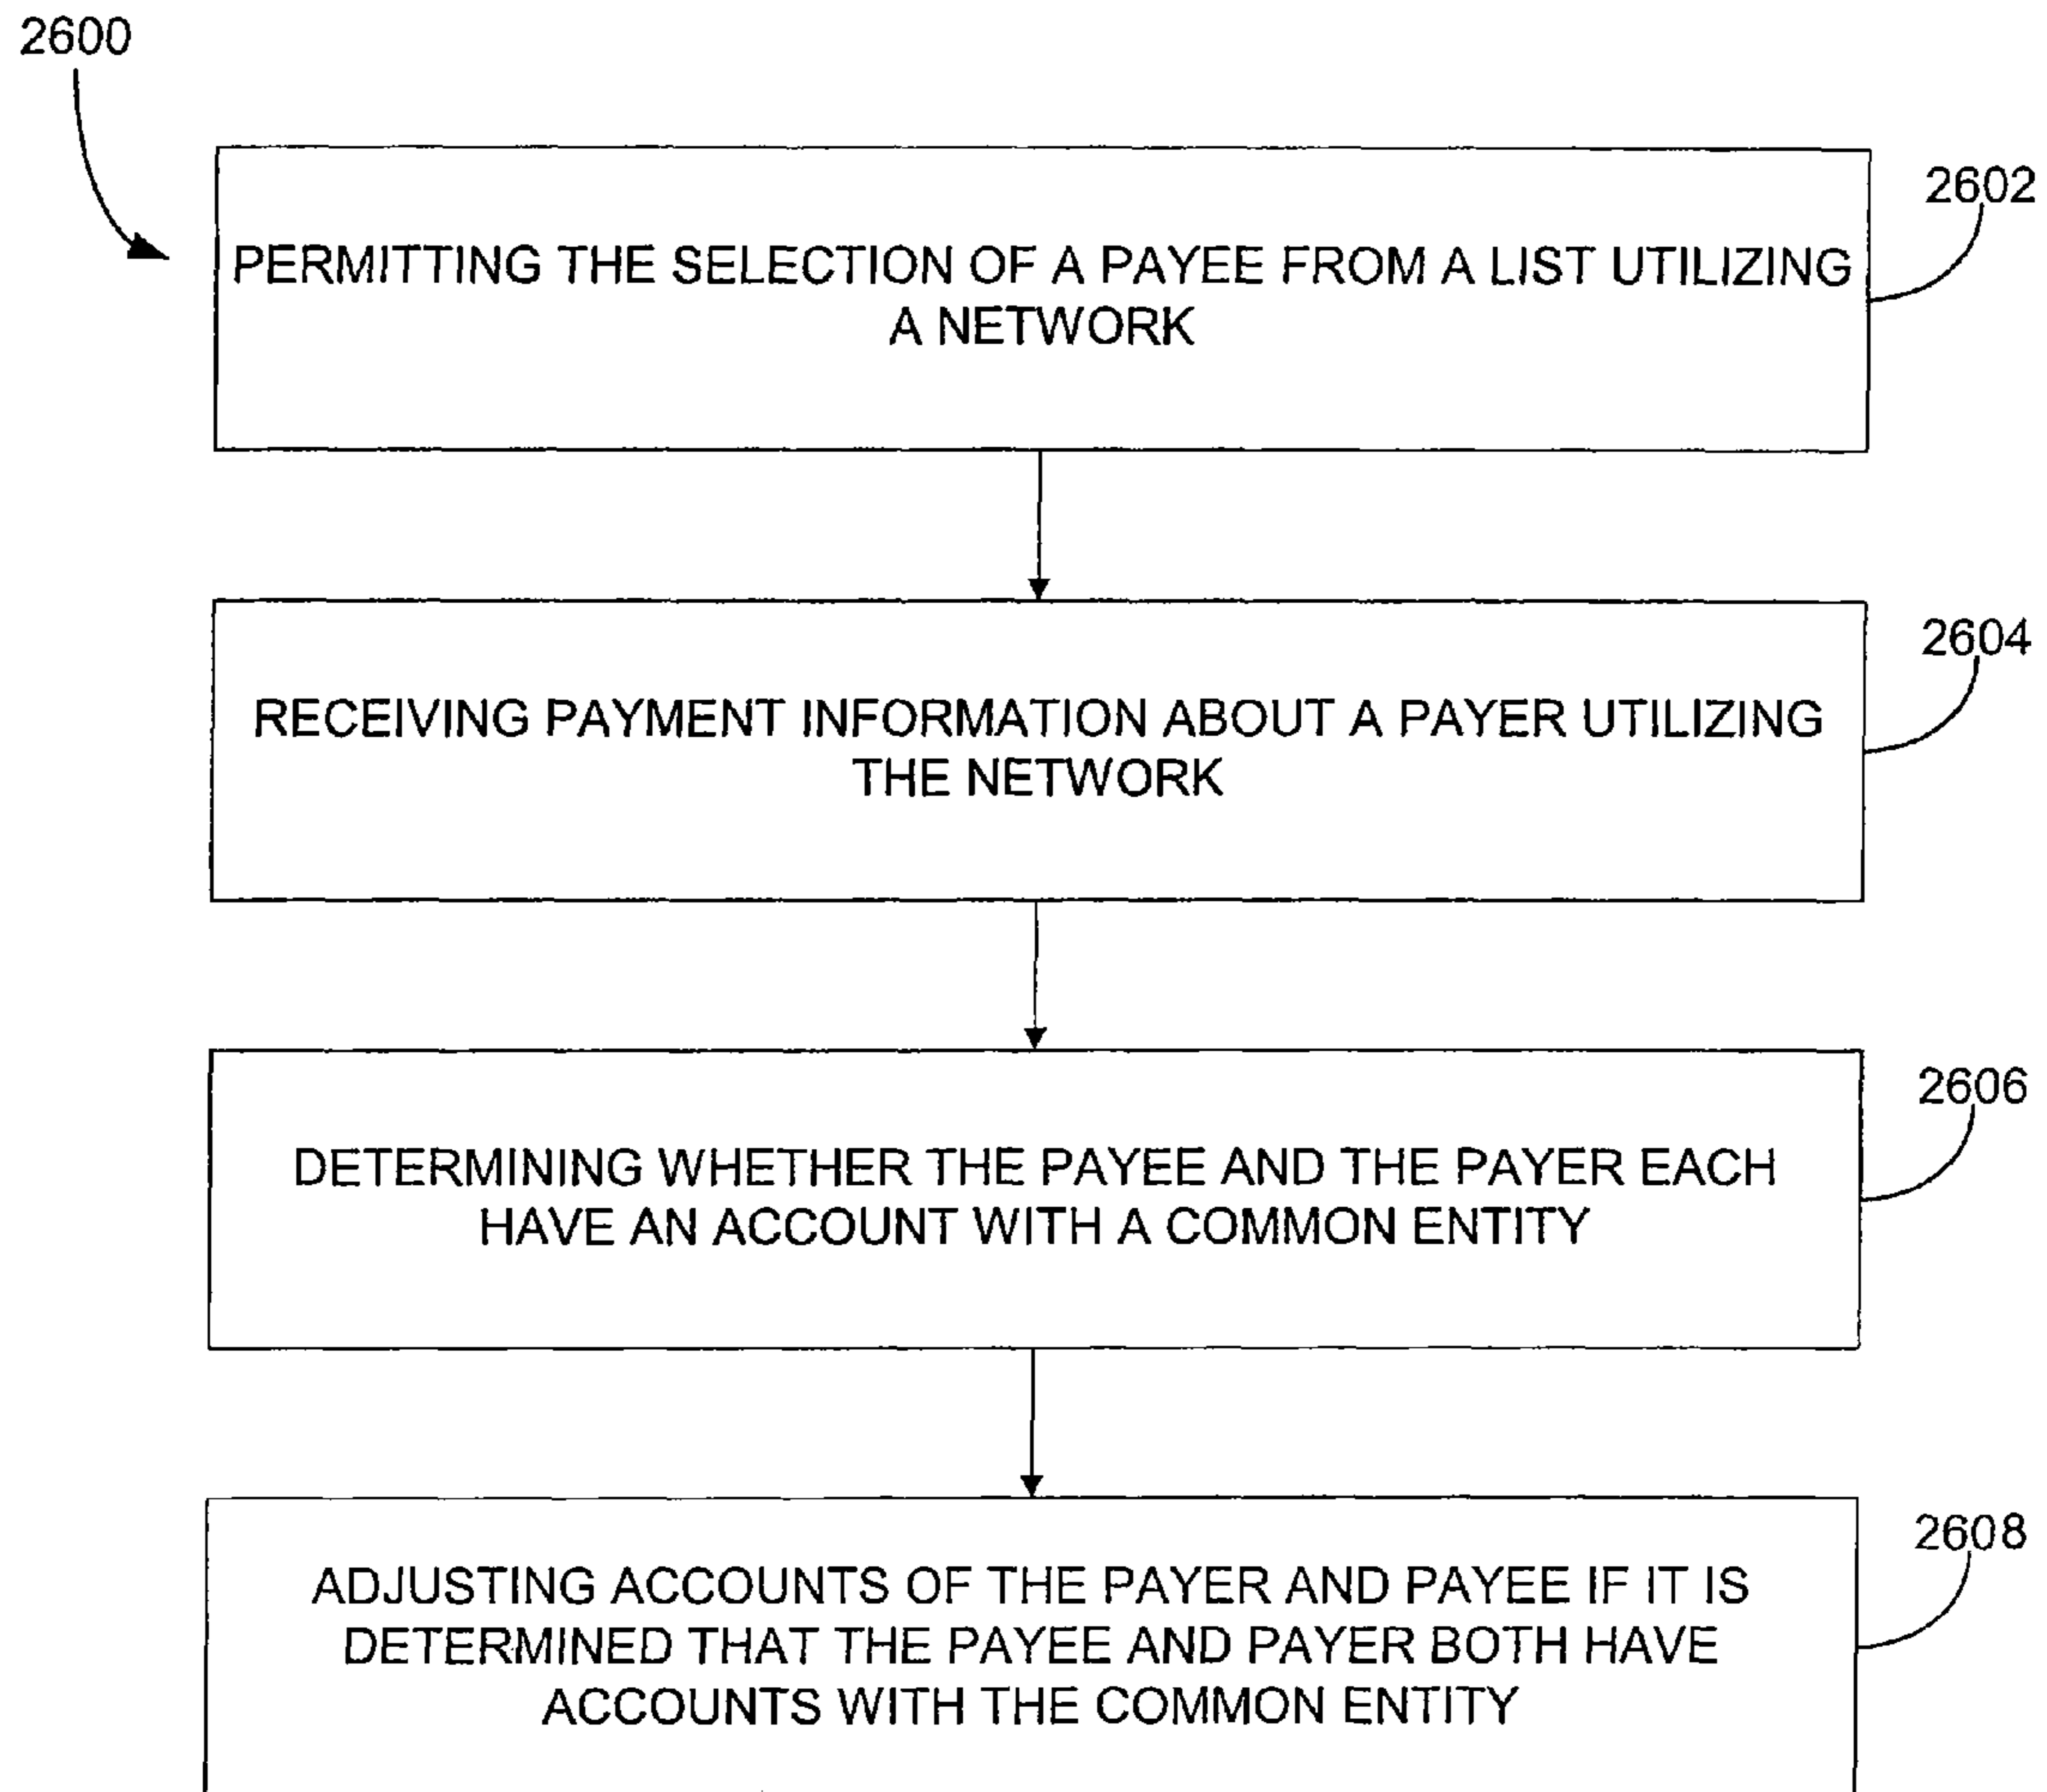 2600
2602
PERMITTING THE SELECTION OF A PAYEE FROM A LIST UTILIZING
A NETWORK
2604
RECEIVING PAYMENT INFORMATION ABOUT A PAYER UTILIZING
THE NETWORK
2606
DETERMINING WHETHER THE PAYEE AND THE PAYER EACH
HAVE AN ACCOUNT WITH A COMMON ENTITY
2608
ADJUSTING ACCOUNTS OF THE PAYER AND PAYEE IF IT IS
DETERMINED THAT THE PAYEE AND PAYER BOTH HAVE
ACCOUNTS WITH THE COMMON ENTITY